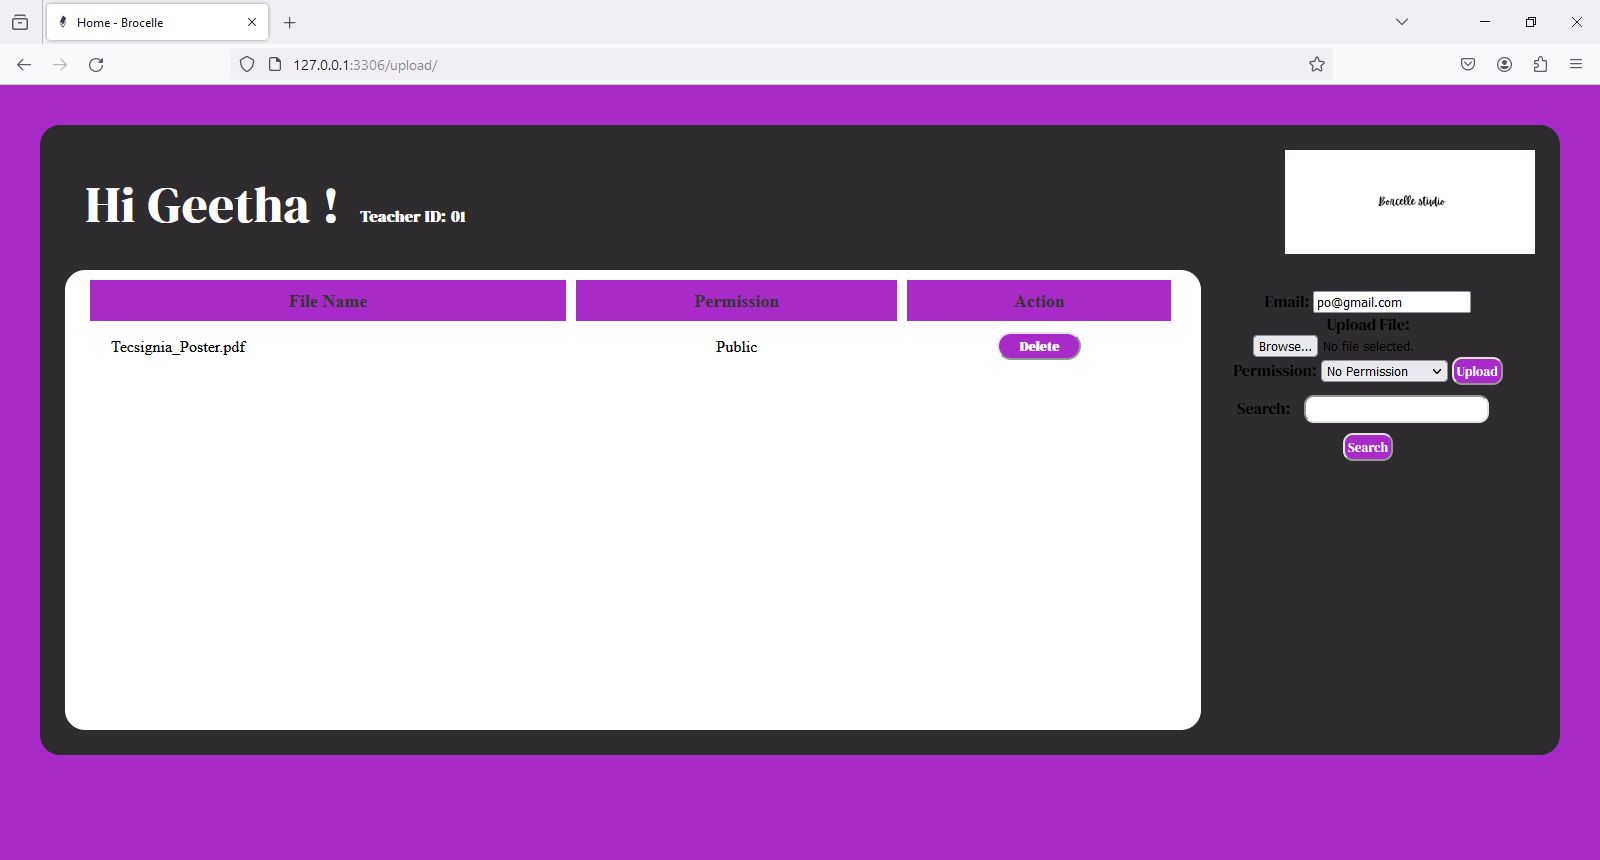 Home - Brocelle
127.0.0.1:3306/upload/
Hi Geetha ! Teacher ID: 01
Borcelle studio
File Name Permission Action
Tecsignia_Poster.pdf Public Delete
Email: po@gmail.com
Upload File:
Browse... No file selected.
Permission: No Permission Upload
Search:
Search